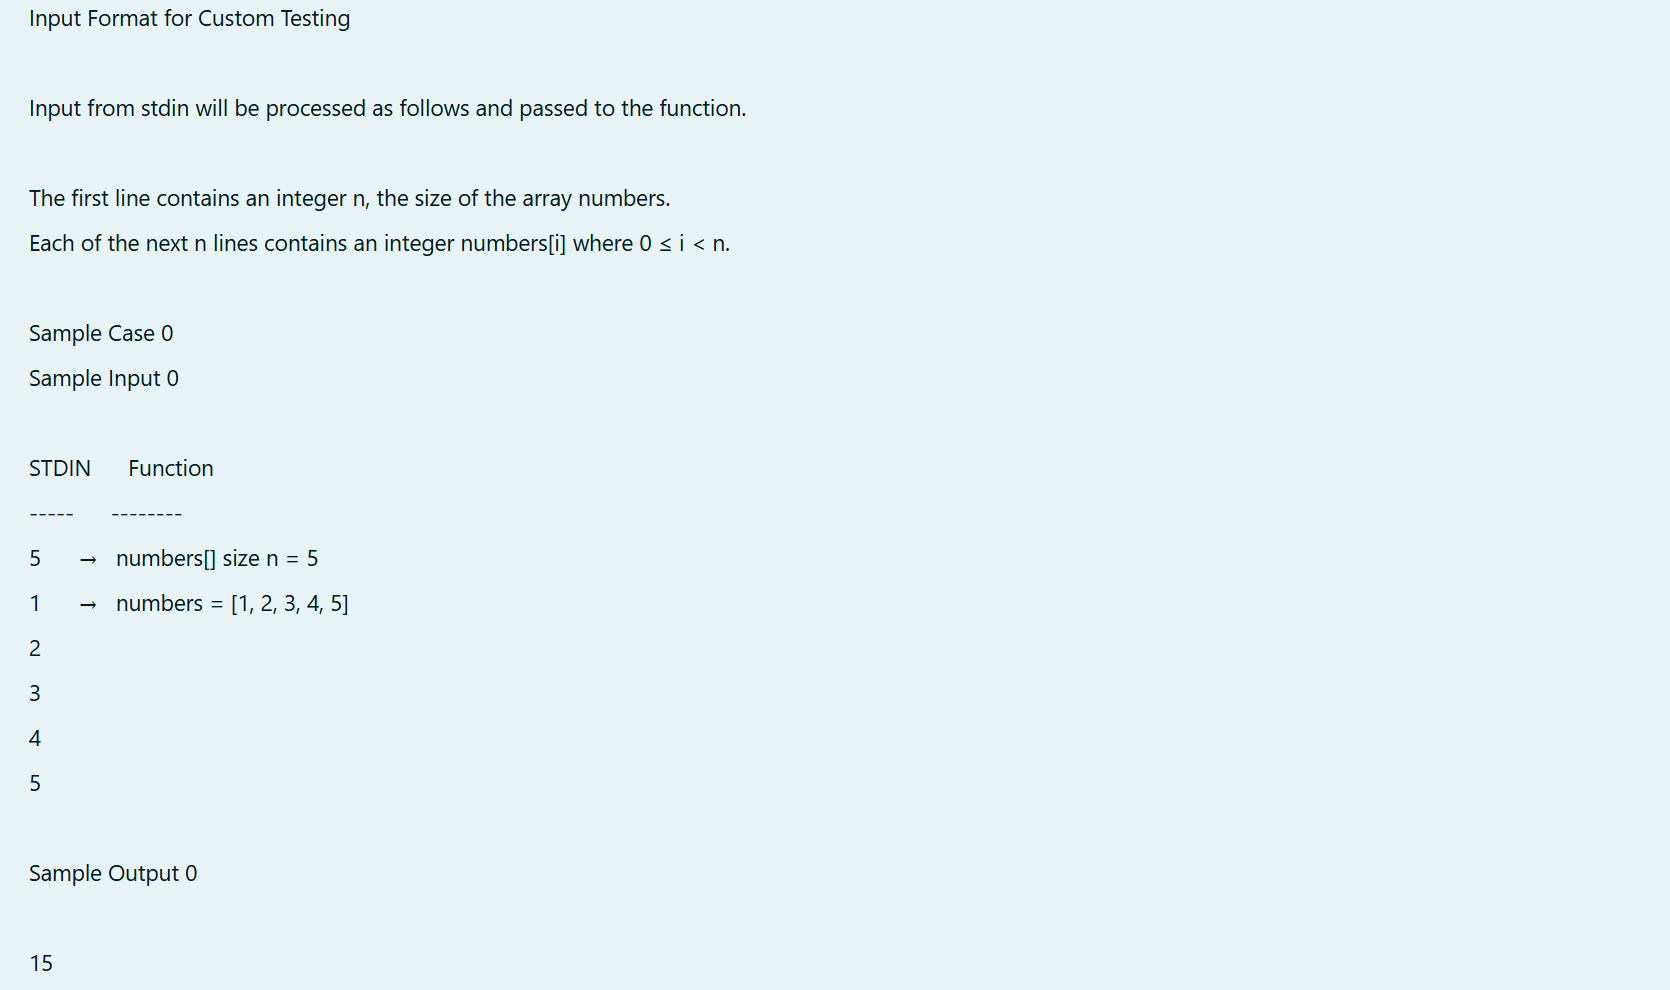 Input Format for Custom Testing
Input from stdin will be processed as follows and passed to the function.
The first line contains an integer n, the size of the array numbers.
Each of the next n lines contains an integer numbers[i] where 0 ≤ i < n.
Sample Case 0
Sample Input 0
STDIN Function
----- --------
5 → numbers[] size n = 5
1 → numbers = [1, 2, 3, 4, 5]
2
3
4
5
Sample Output 0
15